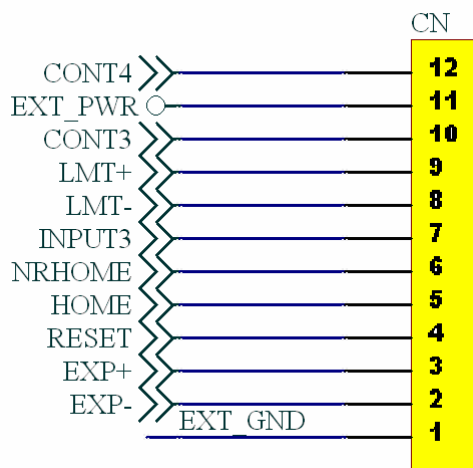 CN
CONT4 12
EXT_PWR 11
CONT3 10
LMT+ 9
LMT- 8
INPUT3 7
NRHOME 6
HOME 5
RESET 4
EXP+ 3
EXP- 2
EXT_GND 1